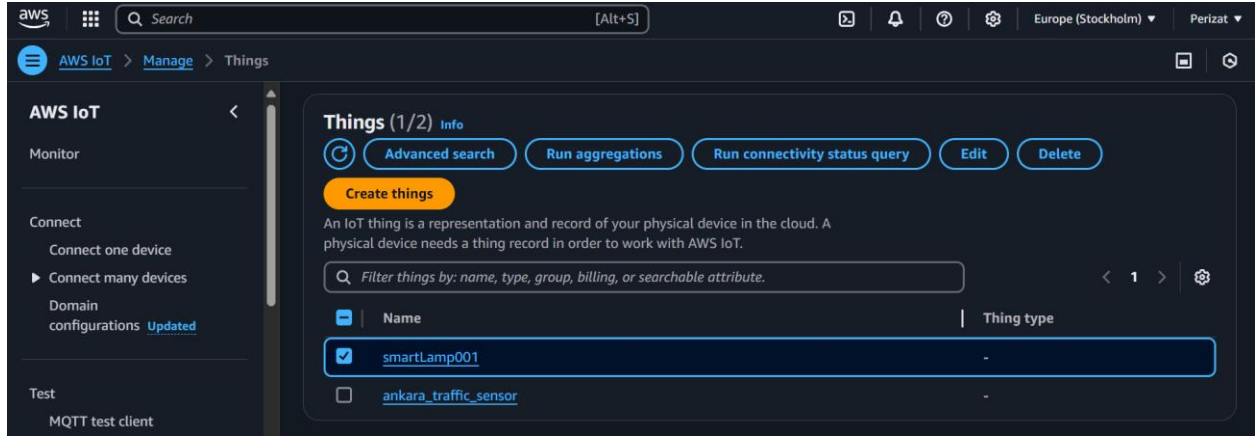 aws Search [Alt+S] Europe (Stockholm) Perizat
AWS IoT > Manage > Things
AWS IoT
Monitor
Connect
Connect one device
Connect many devices
Domain
configurations Updated
Test
MQTT test client
Things (1/2) Info
Advanced search Run aggregations Run connectivity status query Edit Delete
Create things
An IoT thing is a representation and record of your physical device in the cloud. A
physical device needs a thing record in order to work with AWS IoT.
Filter things by: name, type, group, billing, or searchable attribute.
1
Name Thing type
smartLamp001 -
ankara_traffic_sensor -